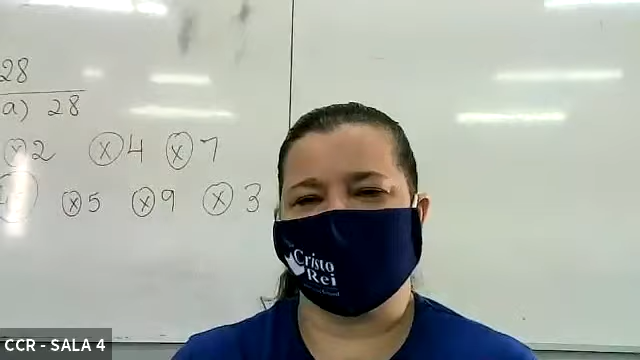 28
a) 28
x 2 x 4 x 7
x 5 x 9 x 3
Cristo
Rei
CCR - SALA 4